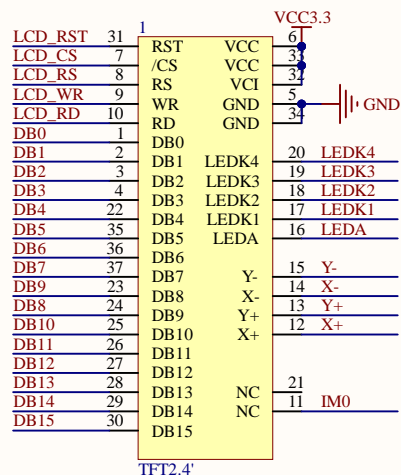 1
VCC3.3
LCD_RST 31 RST VCC 6
LCD_CS 7 /CS VCC 33
LCD_RS 8 RS VCI 32
LCD_WR 9 WR GND 5 GND
LCD_RD 10 RD GND 34
DB0 1 DB0
DB1 2 DB1 LEDK4 20 LEDK4
DB2 3 DB2 LEDK3 19 LEDK3
DB3 4 DB3 LEDK2 18 LEDK2
DB4 22 DB4 LEDK1 17 LEDK1
DB5 35 DB5 LEDA 16 LEDA
DB6 36 DB6
DB7 37 DB7 Y- 15 Y-
DB9 23 DB8 X- 14 X-
DB8 24 DB9 Y+ 13 Y+
DB10 25 DB10 X+ 12 X+
DB11 26 DB11
DB12 27 DB12
DB13 28 DB13 NC 21
DB14 29 DB14 NC 11 IM0
DB15 30 DB15
TFT2.4'